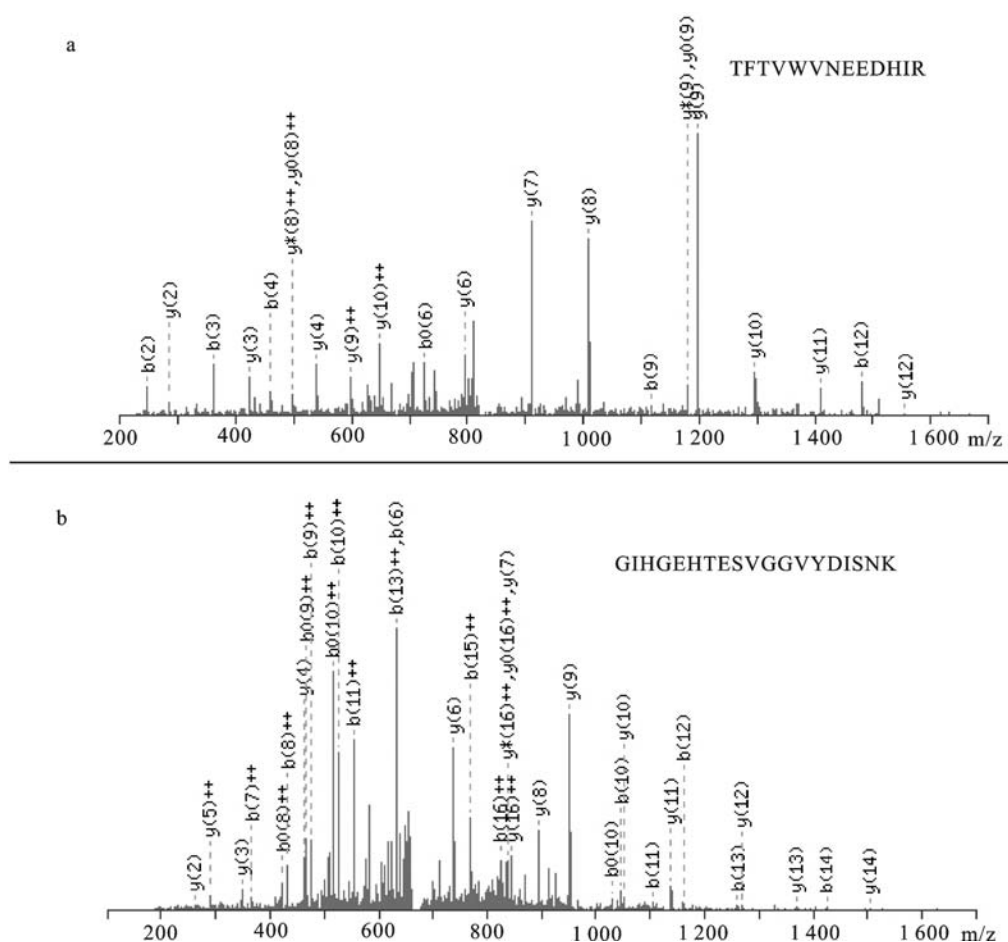 a
TFTVWVNEEDHIR
b(2)
y(2)
b(3)
y(3)
b(4)
y*(8)++,y0(8)++
y(4)
y(9)++
y(10)++
b0(6)
y(6)
y(7)
y(8)
b(9)
y*(9),y0(9)
y(9)
y(10)
y(11)
b(12)
y(12)
200 400 600 800 1 000 1 200 1 400 1 600 m/z
b
GIHGEHTESVGGVYDISNK
y(2)
y(5)++
y(3)
b(7)++
b0(8)++
b(8)++
y(4)
b0(9)++
b(9)++
b0(10)++
b(10)++
b(11)++
b(13)++,b(6)
y(6)
b(15)++
b(16)++
y*(16)++,y0(16)++,y(7)
y(16)++
y(8)
y(9)
b0(10)
b(10)
y(10)
b(11)
y(11)
b(12)
b(13)
y(12)
y(13)
b(14)
y(14)
200 400 600 800 1 000 1 200 1 400 1 600 m/z